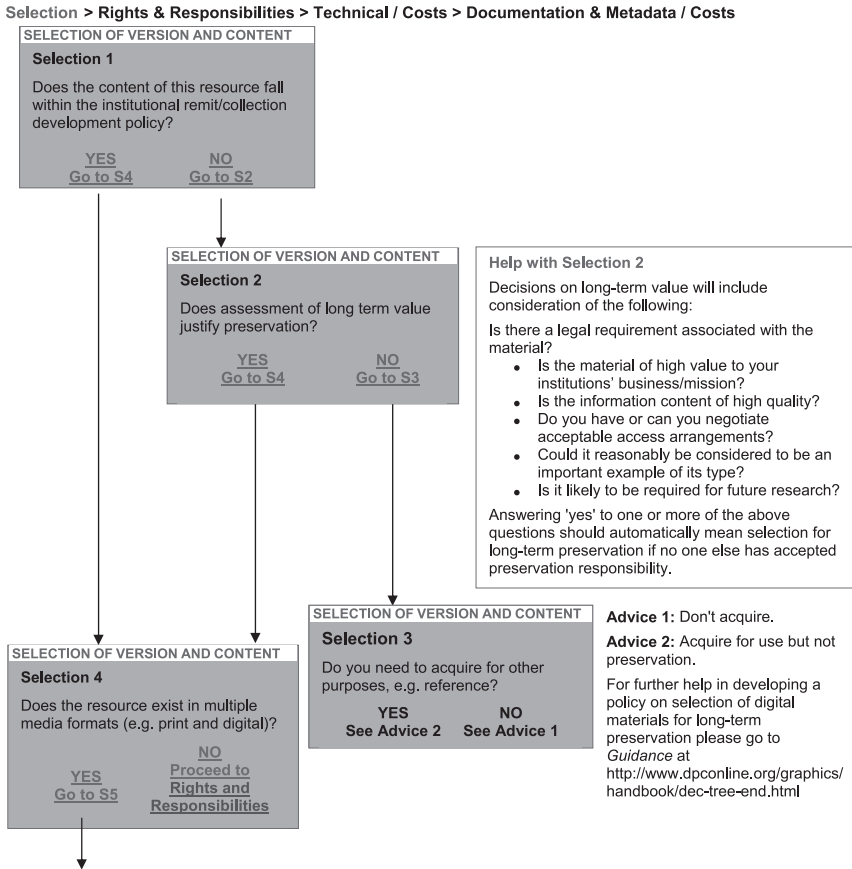 Selection > Rights & Responsibilities > Technical / Costs > Documentation & Metadata / Costs
SELECTION OF VERSION AND CONTENT
Selection 1
Does the content of this resource fall
within the institutional remit/collection
development policy?
YES NO
Go to S4 Go to S2
SELECTION OF VERSION AND CONTENT
Selection 2
Does assessment of long term value
justify preservation?
YES NO
Go to S4 Go to S3
Help with Selection 2
Decisions on long-term value will include
consideration of the following:
Is there a legal requirement associated with the
material?
• Is the material of high value to your
institutions' business/mission?
• Is the information content of high quality?
• Do you have or can you negotiate
acceptable access arrangements?
• Could it reasonably be considered to be an
important example of its type?
• Is it likely to be required for future research?
Answering 'yes' to one or more of the above
questions should automatically mean selection for
long-term preservation if no one else has accepted
preservation responsibility.
SELECTION OF VERSION AND CONTENT
Selection 3
Do you need to acquire for other
purposes, e.g. reference?
YES NO
See Advice 2 See Advice 1
Advice 1: Don't acquire.
Advice 2: Acquire for use but not
preservation.
For further help in developing a
policy on selection of digital
materials for long-term
preservation please go to
Guidance at
http://www.dpconline.org/graphics/
handbook/dec-tree-end.html
SELECTION OF VERSION AND CONTENT
Selection 4
Does the resource exist in multiple
media formats (e.g. print and digital)?
YES
Go to S5
NO
Proceed to
Rights and
Responsibilities